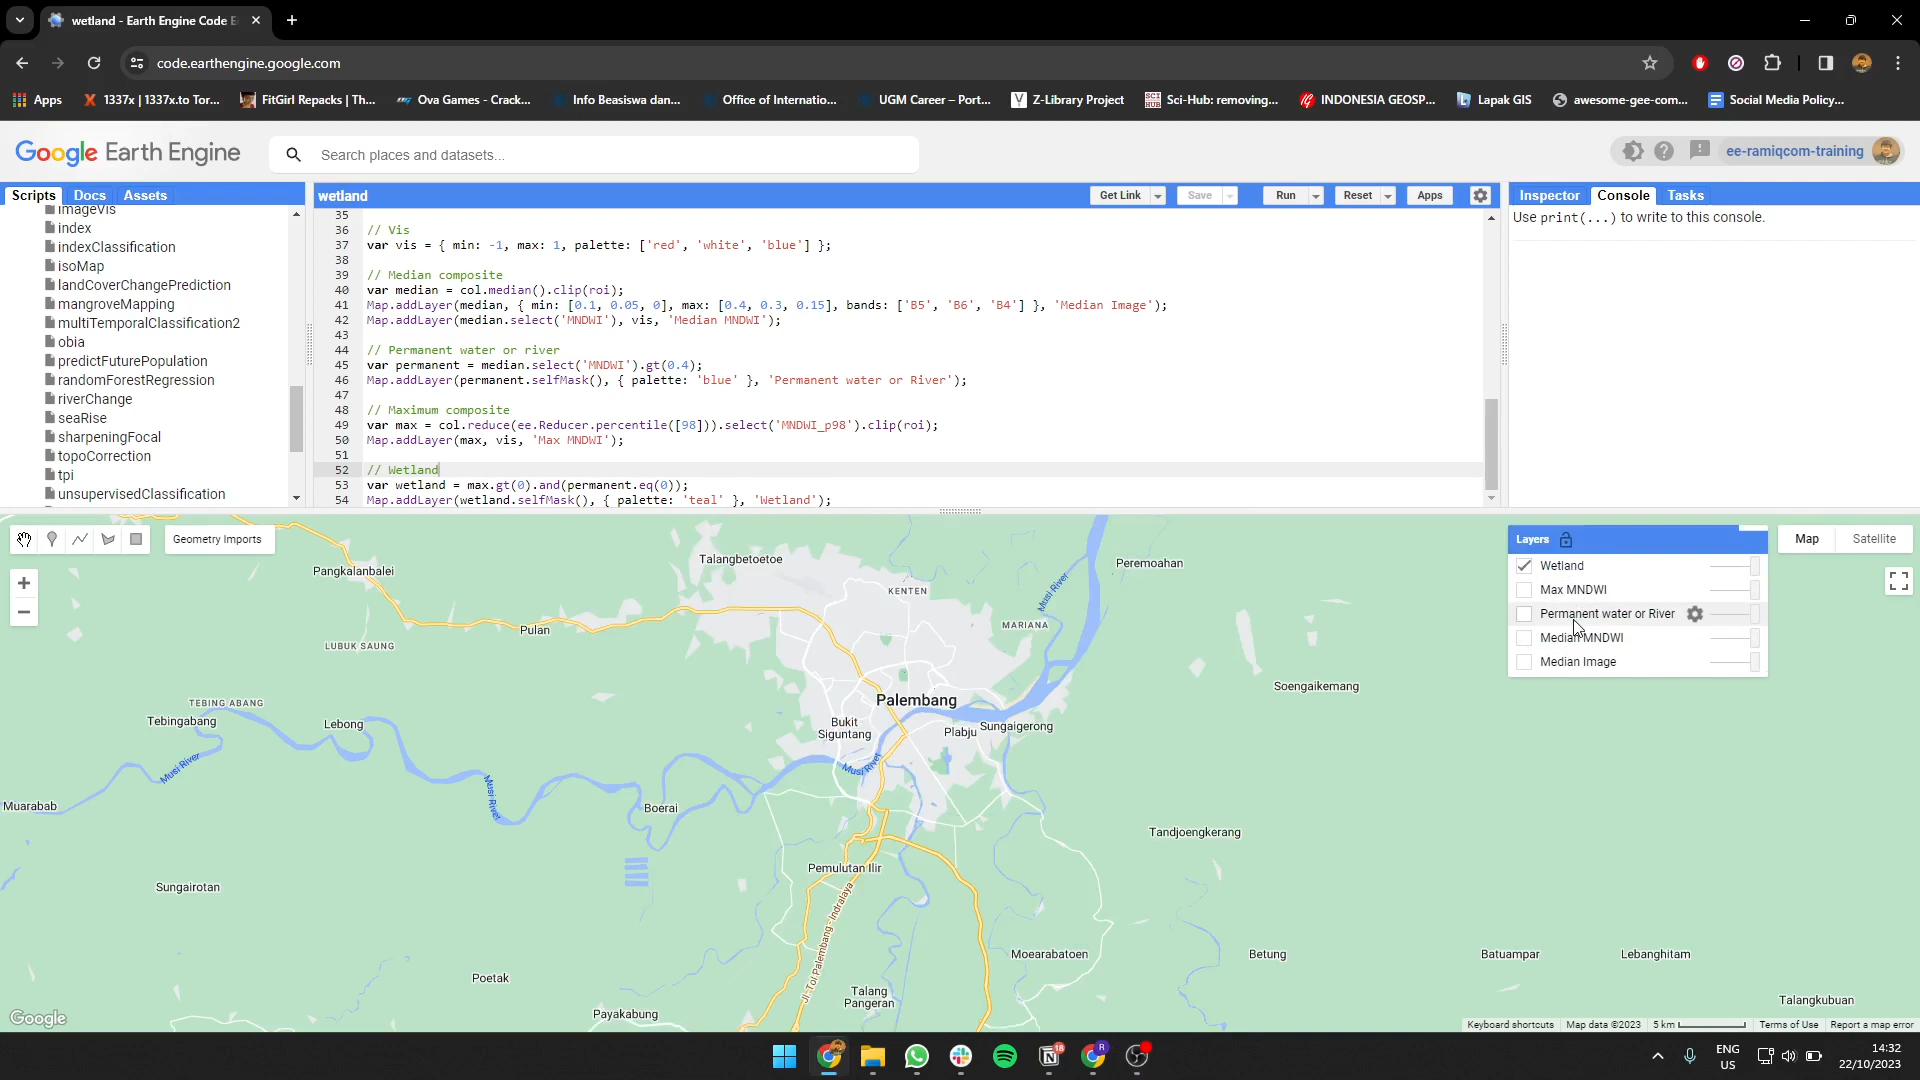 wetland - Earth Engine Code E
code.earthengine.google.com
Apps
1337x | 1337x.to Tor...
FitGirl Repacks | Th...
Ova Games - Crack...
Info Beasiswa dan...
Office of Internatio...
UGM Career – Port...
Z-Library Project
Sci-Hub: removing...
INDONESIA GEOSP...
Lapak GIS
awesome-gee-com...
Social Media Policy...
Google Earth Engine
Search places and datasets...
ee-ramiqcom-training
Scripts Docs Assets
imageVis
index
indexClassification
isoMap
landCoverChangePrediction
mangroveMapping
multiTemporalClassification2
obia
predictFuturePopulation
randomForestRegression
riverChange
seaRise
sharpeningFocal
topoCorrection
tpi
unsupervisedClassification
wetland
Get Link Save Run Reset Apps
35
36 // Vis
37 var vis = { min: -1, max: 1, palette: ['red', 'white', 'blue'] };
38
39 // Median composite
40 var median = col.median().clip(roi);
41 Map.addLayer(median, { min: [0.1, 0.05, 0], max: [0.4, 0.3, 0.15], bands: ['B5', 'B6', 'B4'] }, 'Median Image');
42 Map.addLayer(median.select('MNDWI'), vis, 'Median MNDWI');
43
44 // Permanent water or river
45 var permanent = median.select('MNDWI').gt(0.4);
46 Map.addLayer(permanent.selfMask(), { palette: 'blue' }, 'Permanent water or River');
47
48 // Maximum composite
49 var max = col.reduce(ee.Reducer.percentile([98])).select('MNDWI_p98').clip(roi);
50 Map.addLayer(max, vis, 'Max MNDWI');
51
52 // Wetland
53 var wetland = max.gt(0).and(permanent.eq(0));
54 Map.addLayer(wetland.selfMask(), { palette: 'teal' }, 'Wetland');
Inspector Console Tasks
Use print(...) to write to this console.
Geometry Imports
Layers
Wetland
Max MNDWI
Permanent water or River
Median MNDWI
Median Image
Map Satellite
Talangbetoetoe
Peremoahan
Pangkalanbalei
KENTEN
Musi River
MARIANA
Pulan
LUBUK SAUNG
Soengaikemang
TEBING ABANG
Tebingabang
Lebong
Palembang
Bukit
Siguntang
Plabju
Sungaigerong
Musi River
Musi River
Musi River
Muarabab
Boerai
Tandjoengkerang
Pemulutan Ilir
Sungairotan
Jl. Tol Palembang - Indralaya
Moearabatoen
Betung
Batuampar
Lebanghitam
Poetak
Talang
Pangeran
Payakabung
Talangkubuan
Google
Keyboard shortcuts Map data ©2023 5 km Terms of Use Report a map error
18
R
ENG
US
14:32
22/10/2023